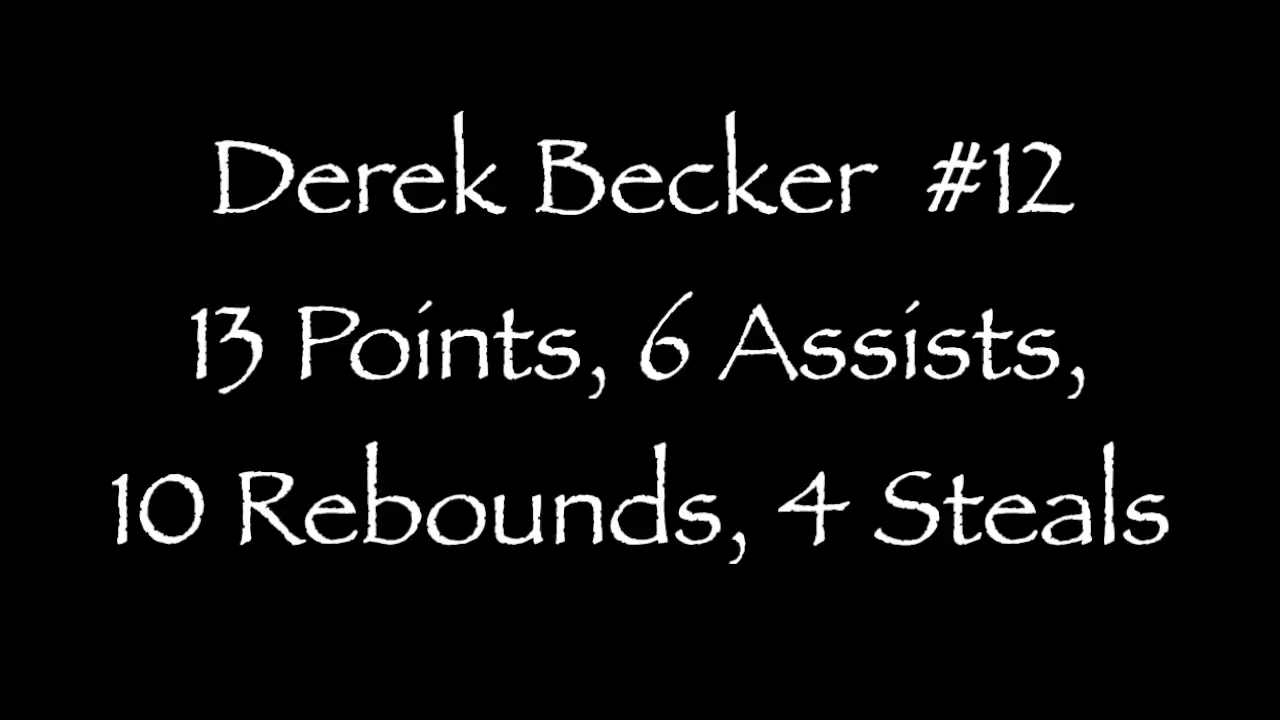 Derek Becker #12
13 Points, 6 Assists,
10 Rebounds, 4 Steals